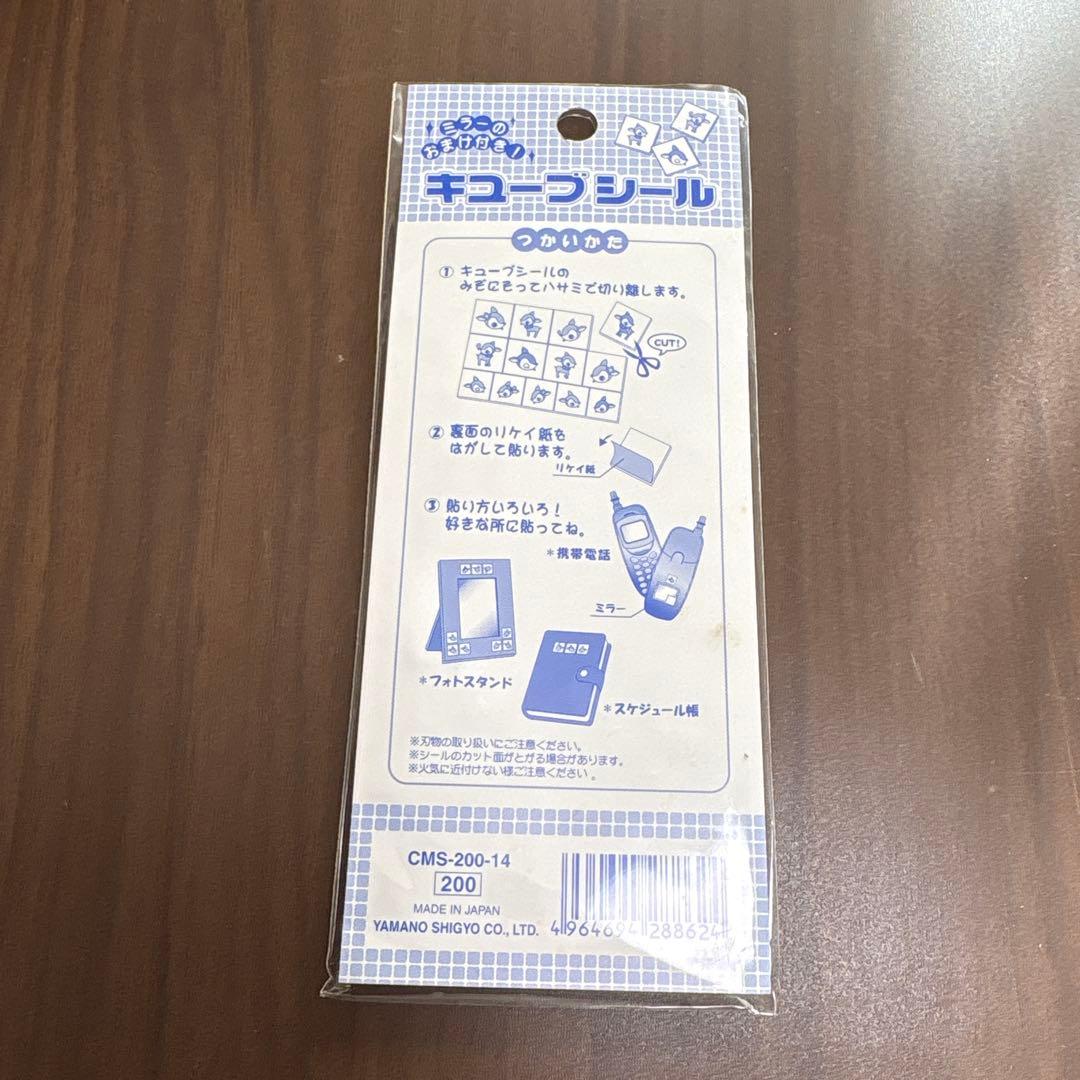 ミラーの
おまけ付き!
キューブシール
つかいかた
① キューブシールの
みぞにそってハサミで切り離します。
CUT!
② 裏面のリケイ紙を
はがして貼ります。
リケイ紙
③ 貼り方いろいろ!
好きな所に貼ってね。
*携帯電話
ミラー
*フォトスタンド
*スケジュール帳
※刃物の取り扱いにご注意ください。
※シールのカット面がとがる場合があります。
※火気に近付けない様ご注意ください。
CMS-200-14
200
MADE IN JAPAN
YAMANO SHIGYO CO., LTD.
4 964694 288624